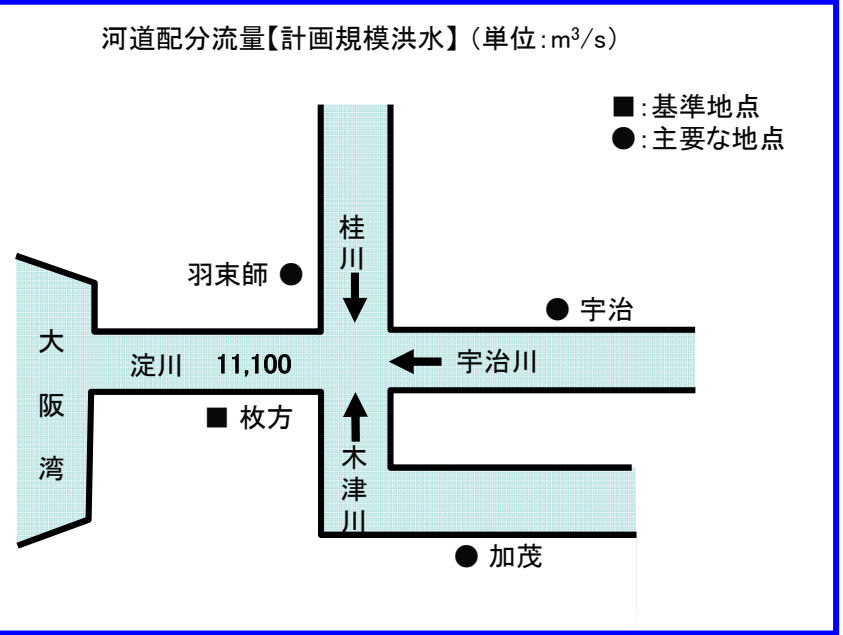 河道配分流量【計画規模洪水】（単位：m³/s）
■：基準地点
●：主要な地点
桂川
羽束師 ●
● 宇治
大阪湾
淀川 11,100
宇治川
■ 枚方
木津川
● 加茂